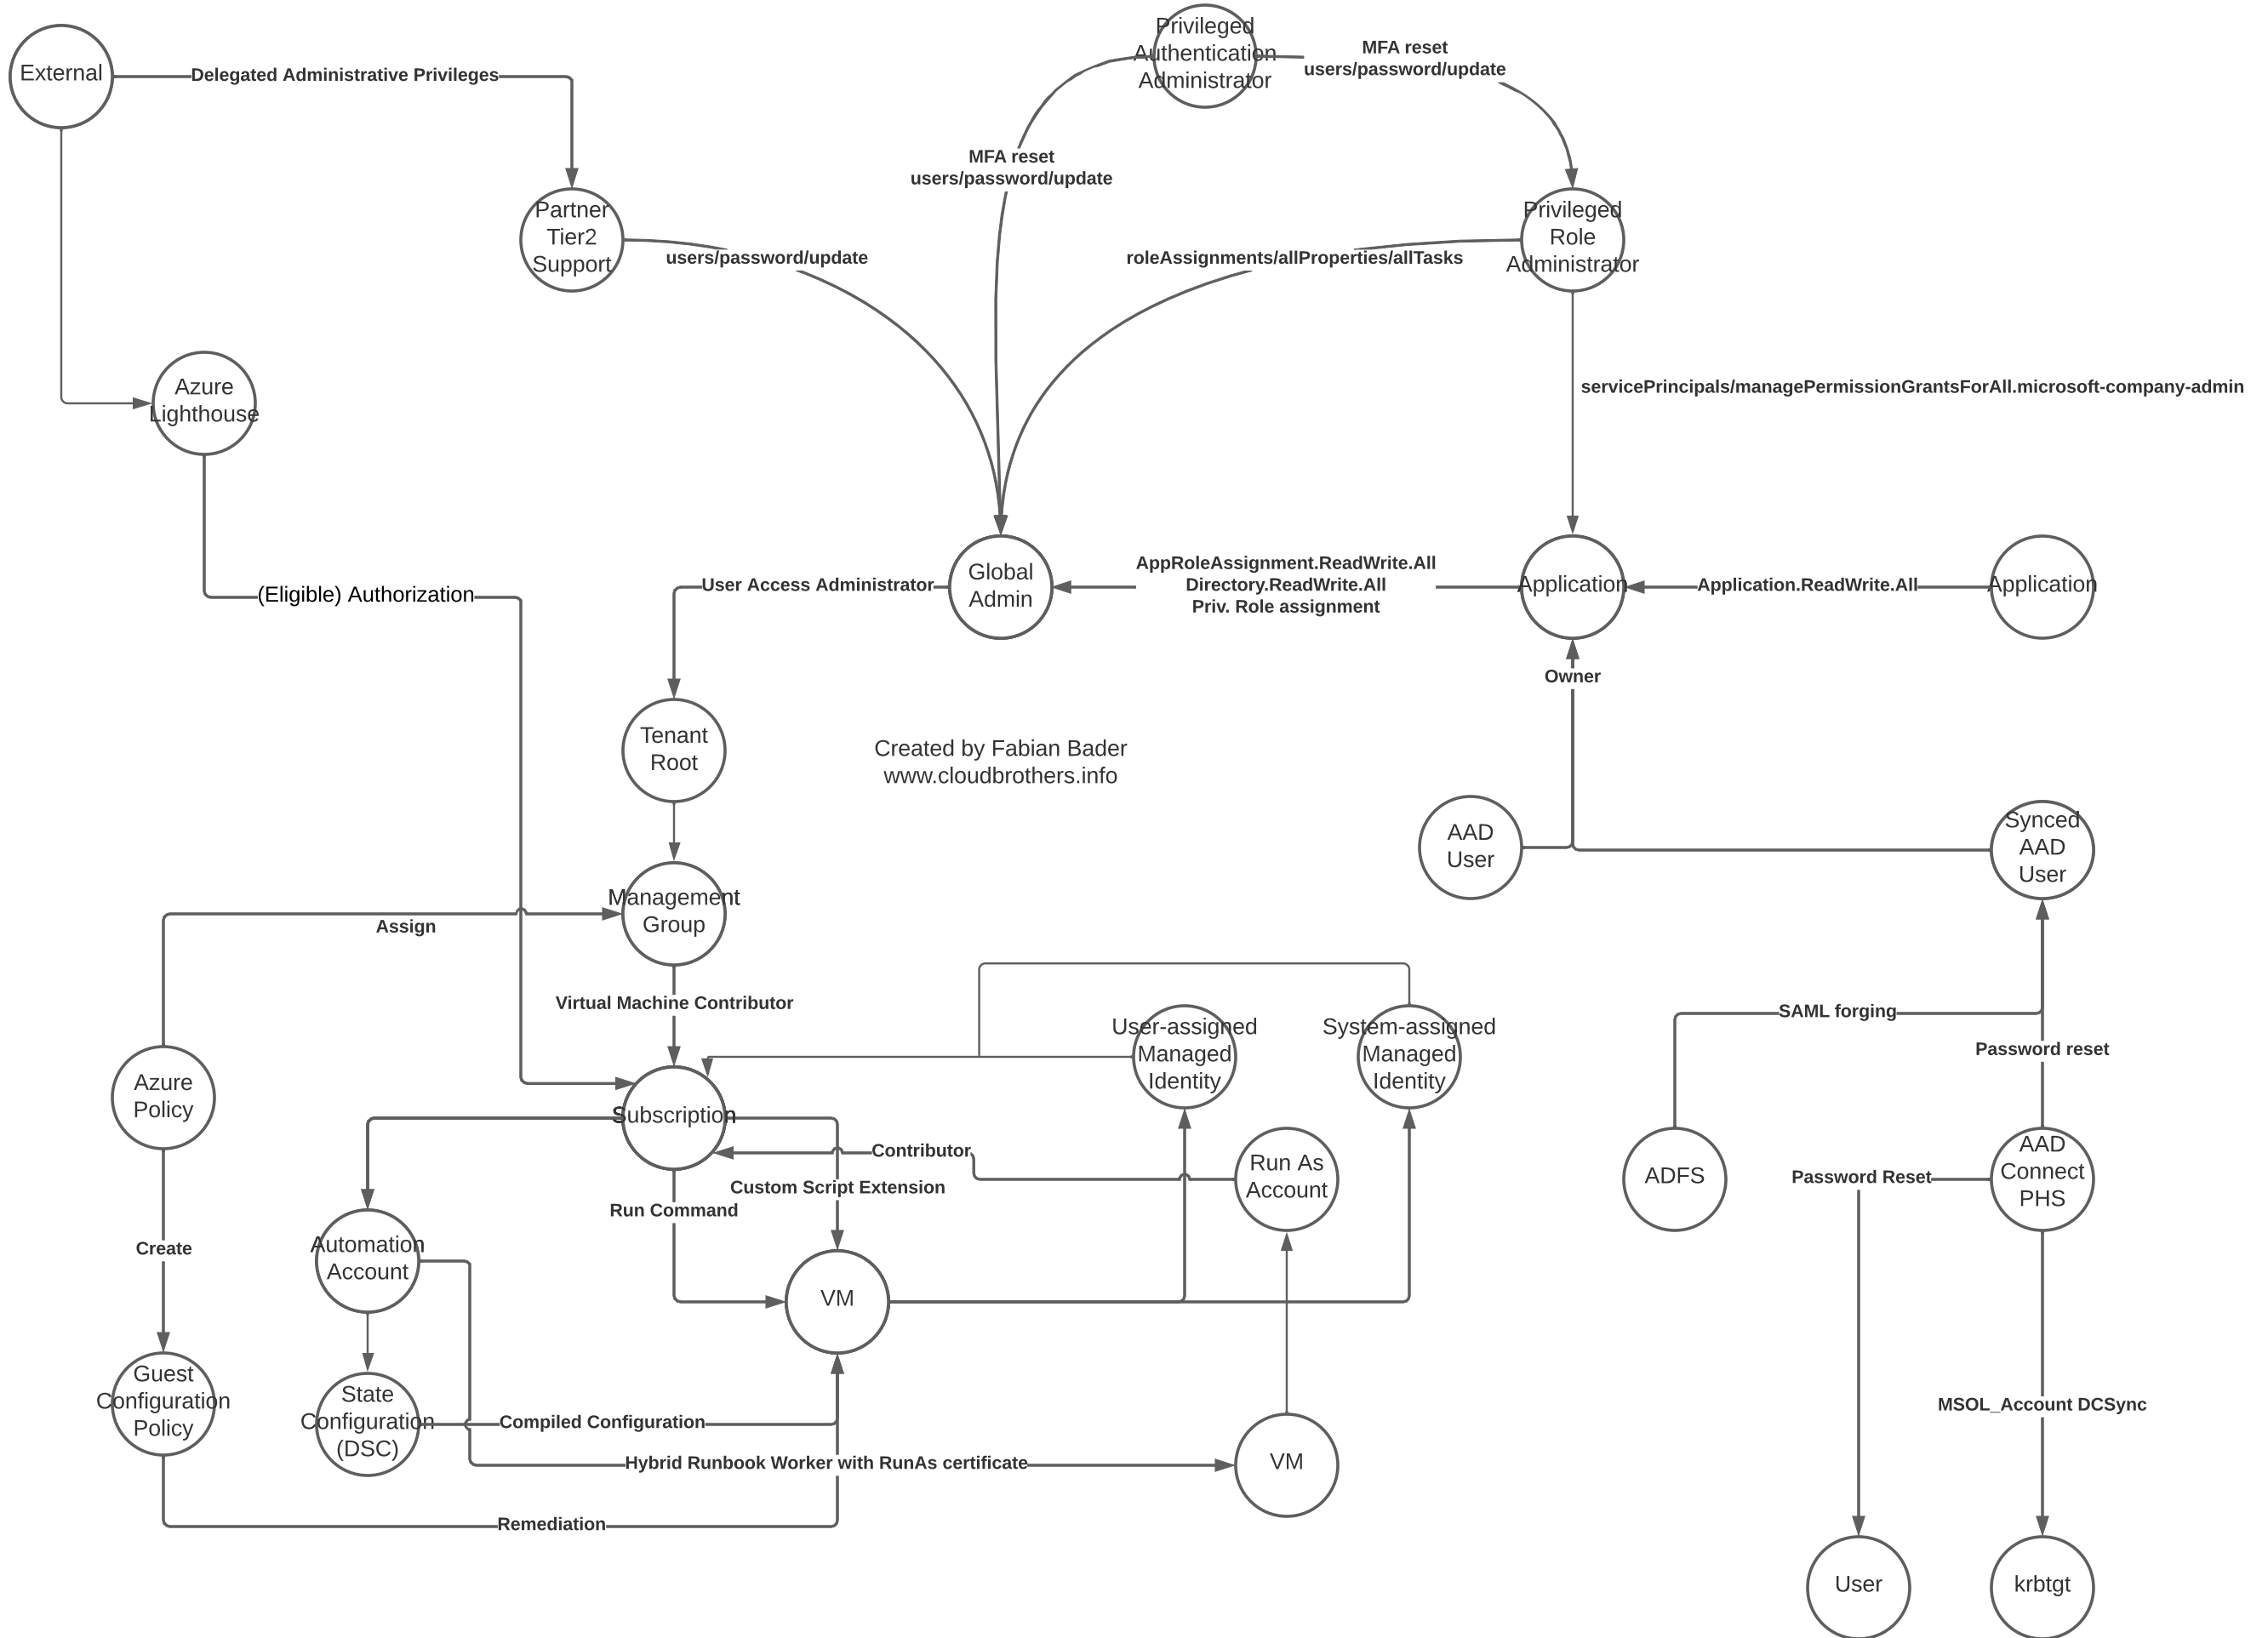 Privileged
Authentication
Administrator
MFA reset
users/password/update
External
Delegated Administrative Privileges
MFA reset
users/password/update
Partner
Tier2
Support
Privileged
Role
Administrator
users/password/update
roleAssignments/allProperties/allTasks
Azure
Lighthouse
servicePrincipals/managePermissionGrantsForAll.microsoft-company-admin
(Eligible) Authorization
User Access Administrator
Global
Admin
AppRoleAssignment.ReadWrite.All
Directory.ReadWrite.All
Priv. Role assignment
Application
Application.ReadWrite.All
Application
Owner
Tenant
Root
Created by Fabian Bader
www.cloudbrothers.info
AAD
User
Synced
AAD
User
Management
Group
Assign
Virtual Machine Contributor
User-assigned
Managed
Identity
System-assigned
Managed
Identity
SAML forging
Password reset
Azure
Policy
Subscription
Contributor
Run As
Account
ADFS
Password Reset
AAD
Connect
PHS
Custom Script Extension
Run Command
Create
Automation
Account
VM
Guest
Configuration
Policy
State
Configuration
(DSC)
Compiled Configuration
MSOL_Account DCSync
Hybrid Runbook Worker with RunAs certificate
VM
Remediation
User
krbtgt